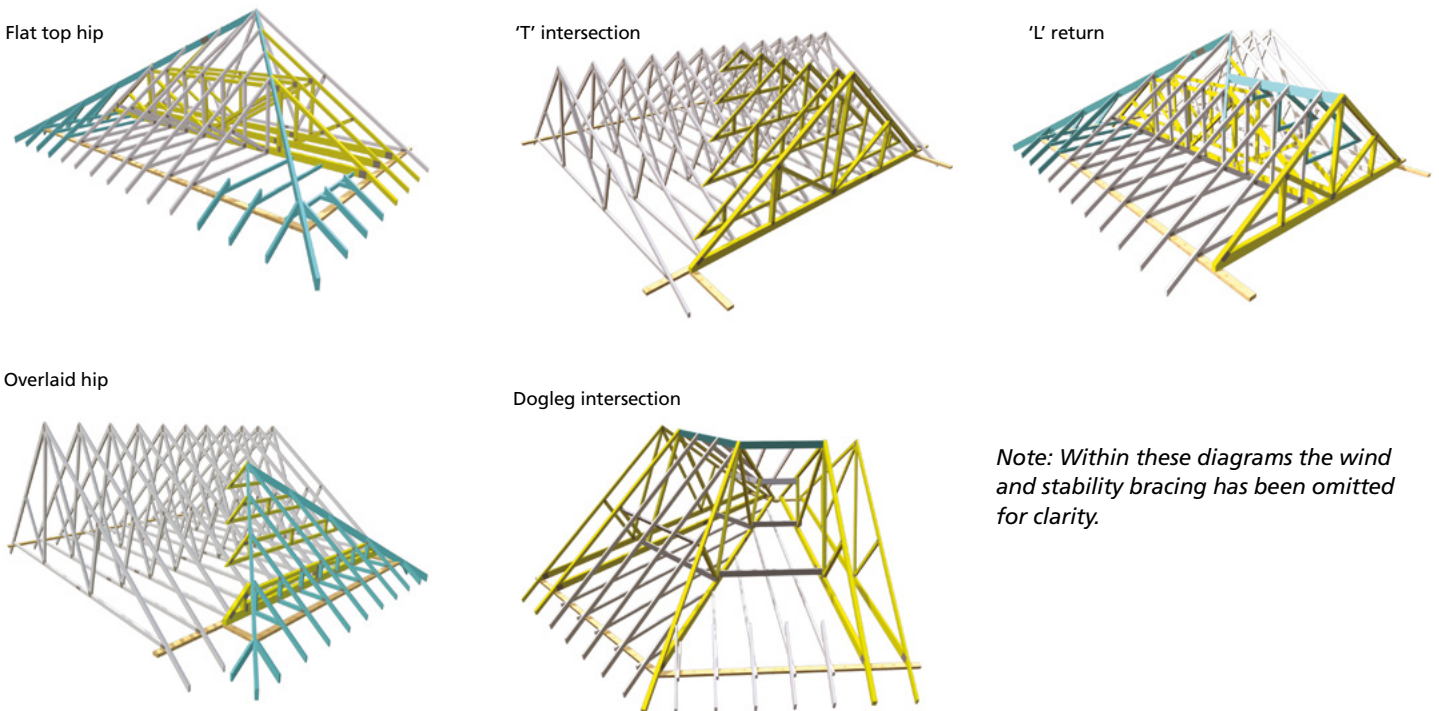 Flat top hip
‘T’ intersection
‘L’ return
Overlaid hip
Dogleg intersection
Note: Within these diagrams the wind
and stability bracing has been omitted
for clarity.